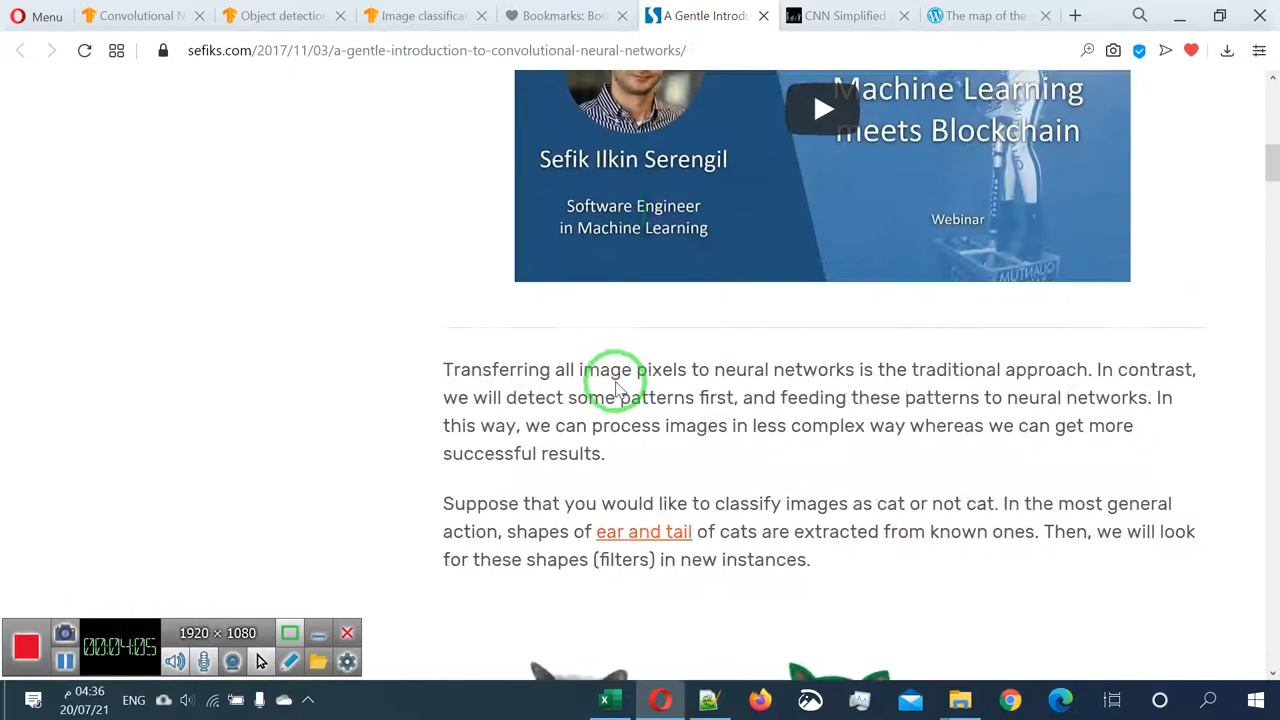 Menu
Convolutional N
Object detectio
Image classifica
okmarks: Boo
A Gentle Introdu
CNN Simplified
The map of the
sefiks.com/2017/11/03/a-gentle-introduction-to-convolutional-neural-networks/
Machine Learning
meets Blockchain
Sefik Ilkin Serengil
Software Engineer
in Machine Learning
Webinar
Transferring all image pixels to neural networks is the traditional approach. In contrast,
we will detect some patterns first, and feeding these patterns to neural networks. In
this way, we can process images in less complex way whereas we can get more
successful results.
Suppose that you would like to classify images as cat or not cat. In the most general
action, shapes of ear and tail of cats are extracted from known ones. Then, we will look
for these shapes (filters) in new instances.
00:04:05
1920 × 1080
ENG
04:36 م
20/07/21